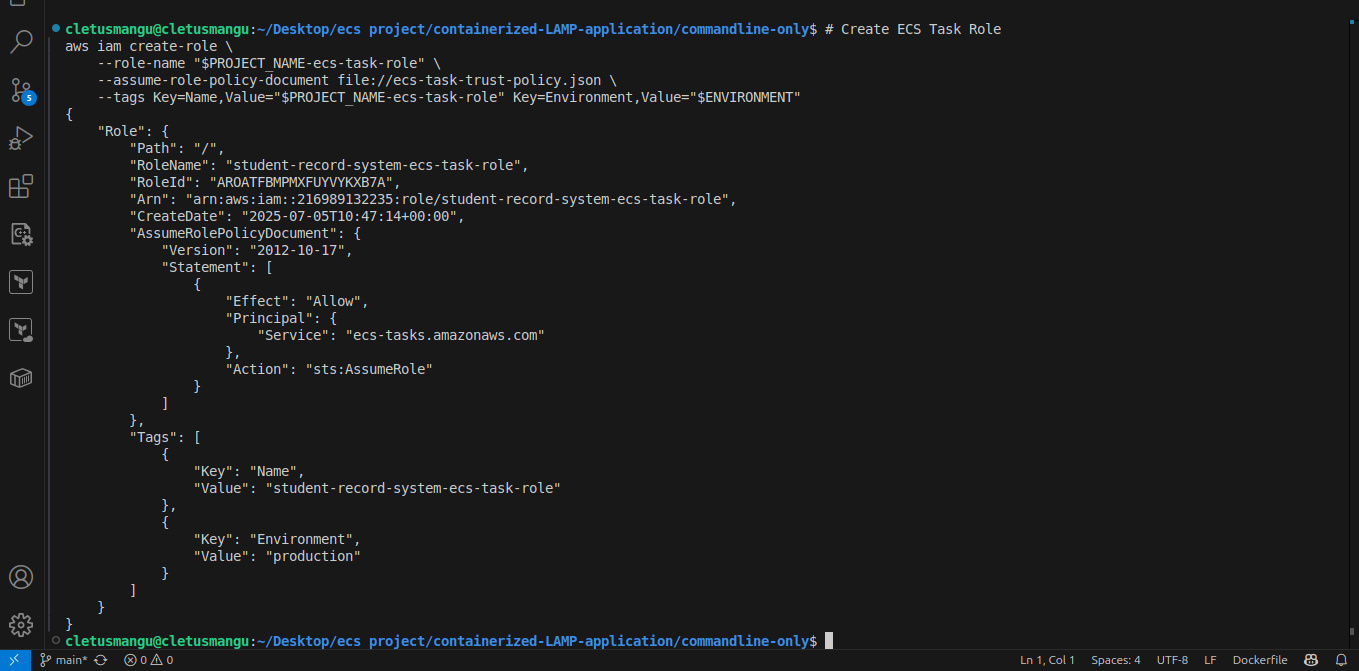 cletusmangu@cletusmangu:~/Desktop/ecs project/containerized-LAMP-application/commandline-only$ # Create ECS Task Role
aws iam create-role \
    --role-name "$PROJECT_NAME-ecs-task-role" \
    --assume-role-policy-document file://ecs-task-trust-policy.json \
    --tags Key=Name,Value="$PROJECT_NAME-ecs-task-role" Key=Environment,Value="$ENVIRONMENT"
{
    "Role": {
        "Path": "/",
        "RoleName": "student-record-system-ecs-task-role",
        "RoleId": "AROATFBMPMXFUYVYKXB7A",
        "Arn": "arn:aws:iam::216989132235:role/student-record-system-ecs-task-role",
        "CreateDate": "2025-07-05T10:47:14+00:00",
        "AssumeRolePolicyDocument": {
            "Version": "2012-10-17",
            "Statement": [
                {
                    "Effect": "Allow",
                    "Principal": {
                        "Service": "ecs-tasks.amazonaws.com"
                    },
                    "Action": "sts:AssumeRole"
                }
            ]
        },
        "Tags": [
            {
                "Key": "Name",
                "Value": "student-record-system-ecs-task-role"
            },
            {
                "Key": "Environment",
                "Value": "production"
            }
        ]
    }
}
cletusmangu@cletusmangu:~/Desktop/ecs project/containerized-LAMP-application/commandline-only$
5
main* 0 0 Ln 1, Col 1 Spaces: 4 UTF-8 LF Dockerfile